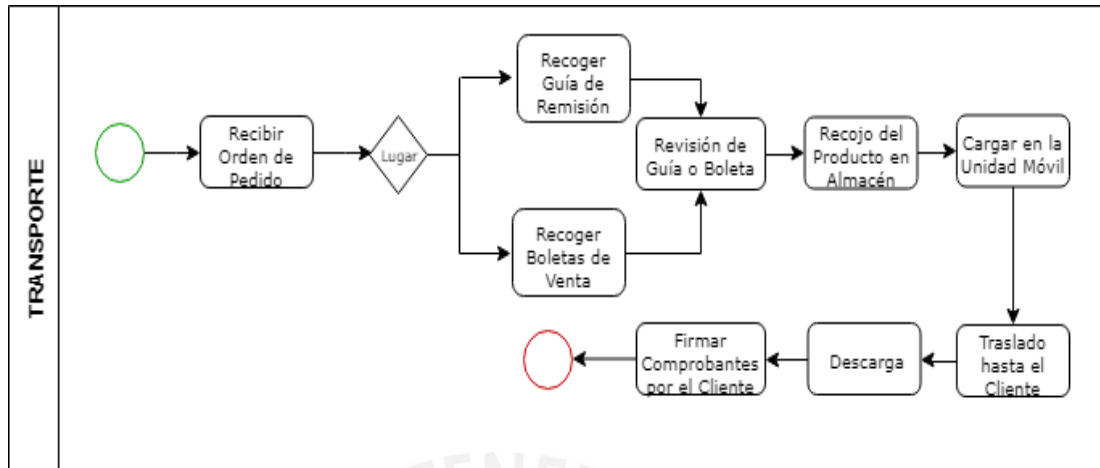 TRANSPORTE
Recibir
Orden de
Pedido
Lugar
Recoger
Guía de
Remisión
Recoger
Boletas de
Venta
Revisión de
Guía o Boleta
Recojo del
Producto en
Almacén
Cargar en la
Unidad Móvil
Traslado
hasta el
Cliente
Descarga
Firmar
Comprobantes
por el Cliente